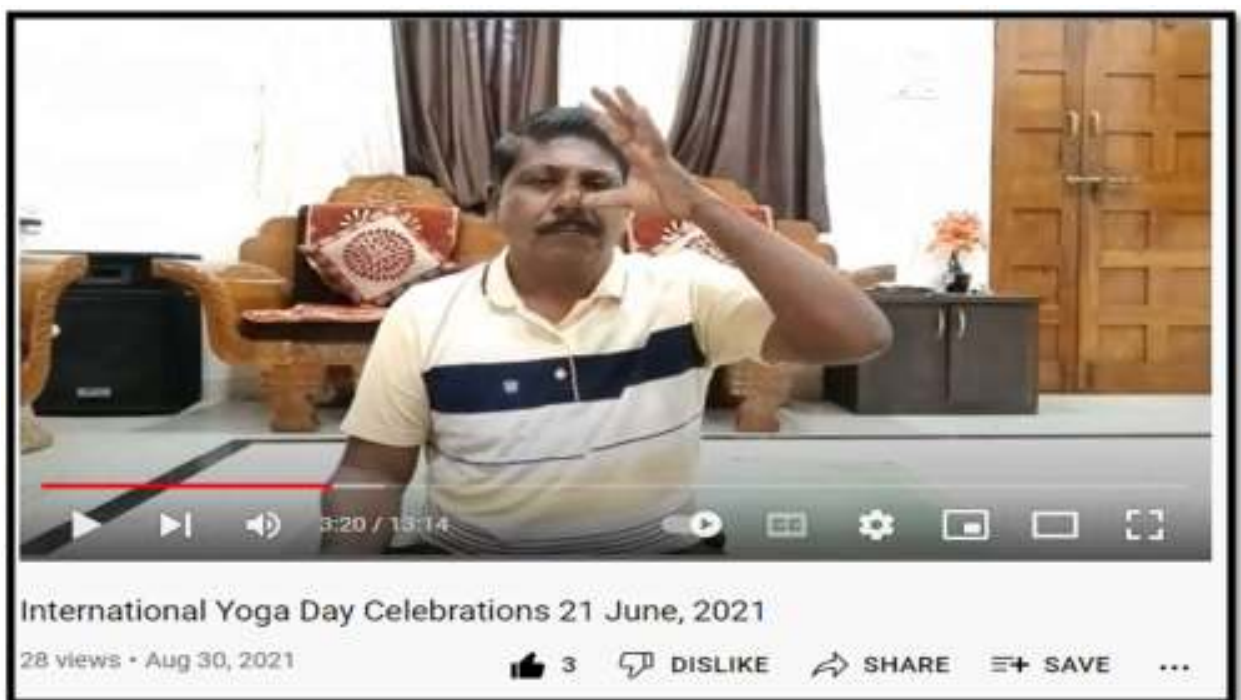 3:20 / 13:14
CC
International Yoga Day Celebrations 21 June, 2021
28 views • Aug 30, 2021 3 DISLIKE SHARE SAVE ...